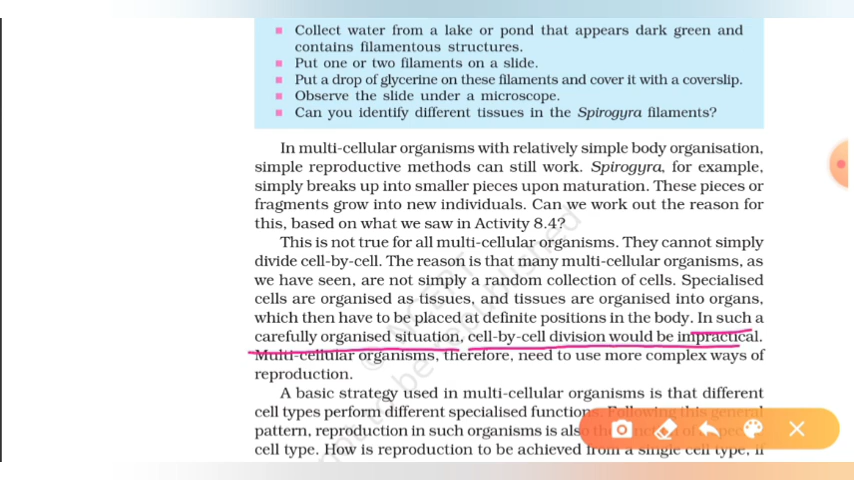 Collect water from a lake or pond that appears dark green and
contains filamentous structures.
Put one or two filaments on a slide.
Put a drop of glycerine on these filaments and cover it with a coverslip.
Observe the slide under a microscope.
Can you identify different tissues in the Spirogyra filaments?
In multi-cellular organisms with relatively simple body organisation,
simple reproductive methods can still work. Spirogyra, for example,
simply breaks up into smaller pieces upon maturation. These pieces or
fragments grow into new individuals. Can we work out the reason for
this, based on what we saw in Activity 8.4?
This is not true for all multi-cellular organisms. They cannot simply
divide cell-by-cell. The reason is that many multi-cellular organisms, as
we have seen, are not simply a random collection of cells. Specialised
cells are organised as tissues, and tissues are organised into organs,
which then have to be placed at definite positions in the body. In such a
carefully organised situation, cell-by-cell division would be impractical.
Multi-cellular organisms, therefore, need to use more complex ways of
reproduction.
A basic strategy used in multi-cellular organisms is that different
cell types perform different specialised functions. Following this general
pattern, reproduction in such organisms is also the function of a
cell type. How is reproduction to be achieved from a single cell type, if